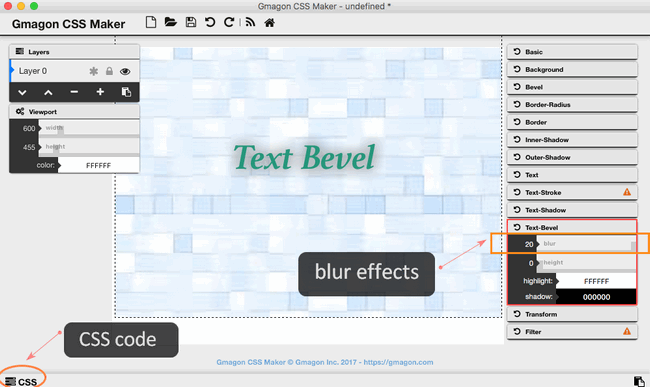 Gmagon CSS Maker - undefined *
Gmagon CSS Maker
Layers
Layer 0
Viewport
600 width
455 height
color: FFFFFF
Text Bevel
Basic
Background
Bevel
Border-Radius
Border
Inner-Shadow
Outer-Shadow
Text
Text-Stroke
Text-Shadow
Text-Bevel
20 blur
0 height
highlight: FFFFFF
shadow: 000000
Transform
Filter
blur effects
CSS code
Gmagon CSS Maker © Gmagon Inc. 2017 - https://gmagon.com
CSS